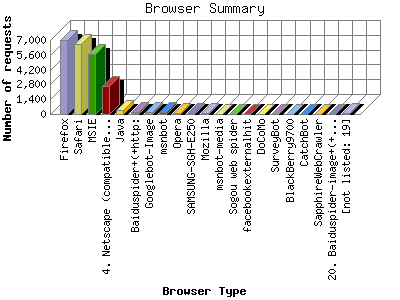 Browser Summary
Number of requests
7,000
5,600
4,200
2,800
1,400
0
Firefox
Safari
MSIE
4. Netscape (compatible...
Java
Baiduspider+(+http:
Googlebot-Image
msnbot
Opera
SAMSUNG-SGH-E250
Mozilla
msnbot-media
Sogou web spider
facebookexternalhit
DoCoMo
SurveyBot
BlackBerry9700
CatchBot
SapphireWebCrawler
20. Baiduspider-image+(+...
[not listed: 19]
Browser Type